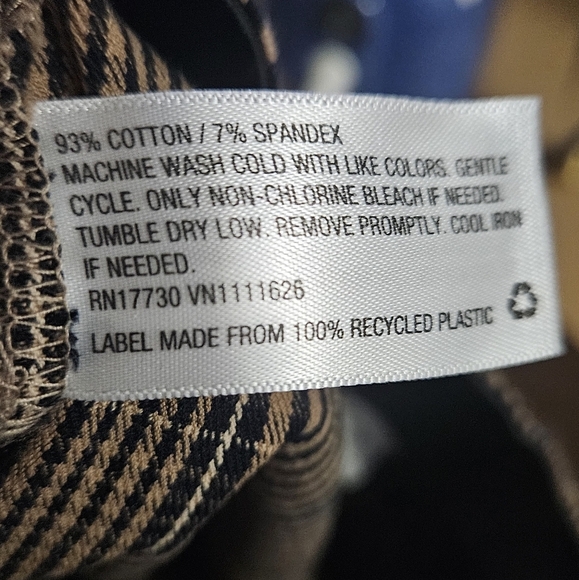 93% COTTON / 7% SPANDEX
MACHINE WASH COLD WITH LIKE COLORS. GENTLE
CYCLE. ONLY NON-CHLORINE BLEACH IF NEEDED.
TUMBLE DRY LOW. REMOVE PROMPTLY. COOL IRON
IF NEEDED.
RN17730 VN1111626
LABEL MADE FROM 100% RECYCLED PLASTIC